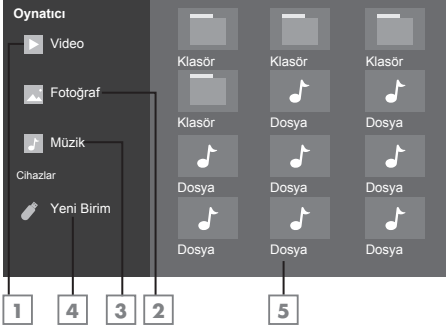 Oynatıcı
Video
Fotoğraf
Müzik
Cihazlar
Yeni Birim
Klasör Klasör Klasör
Klasör Dosya Dosya
Dosya Dosya Dosya
Dosya Dosya Dosya
1 4 3 2 5